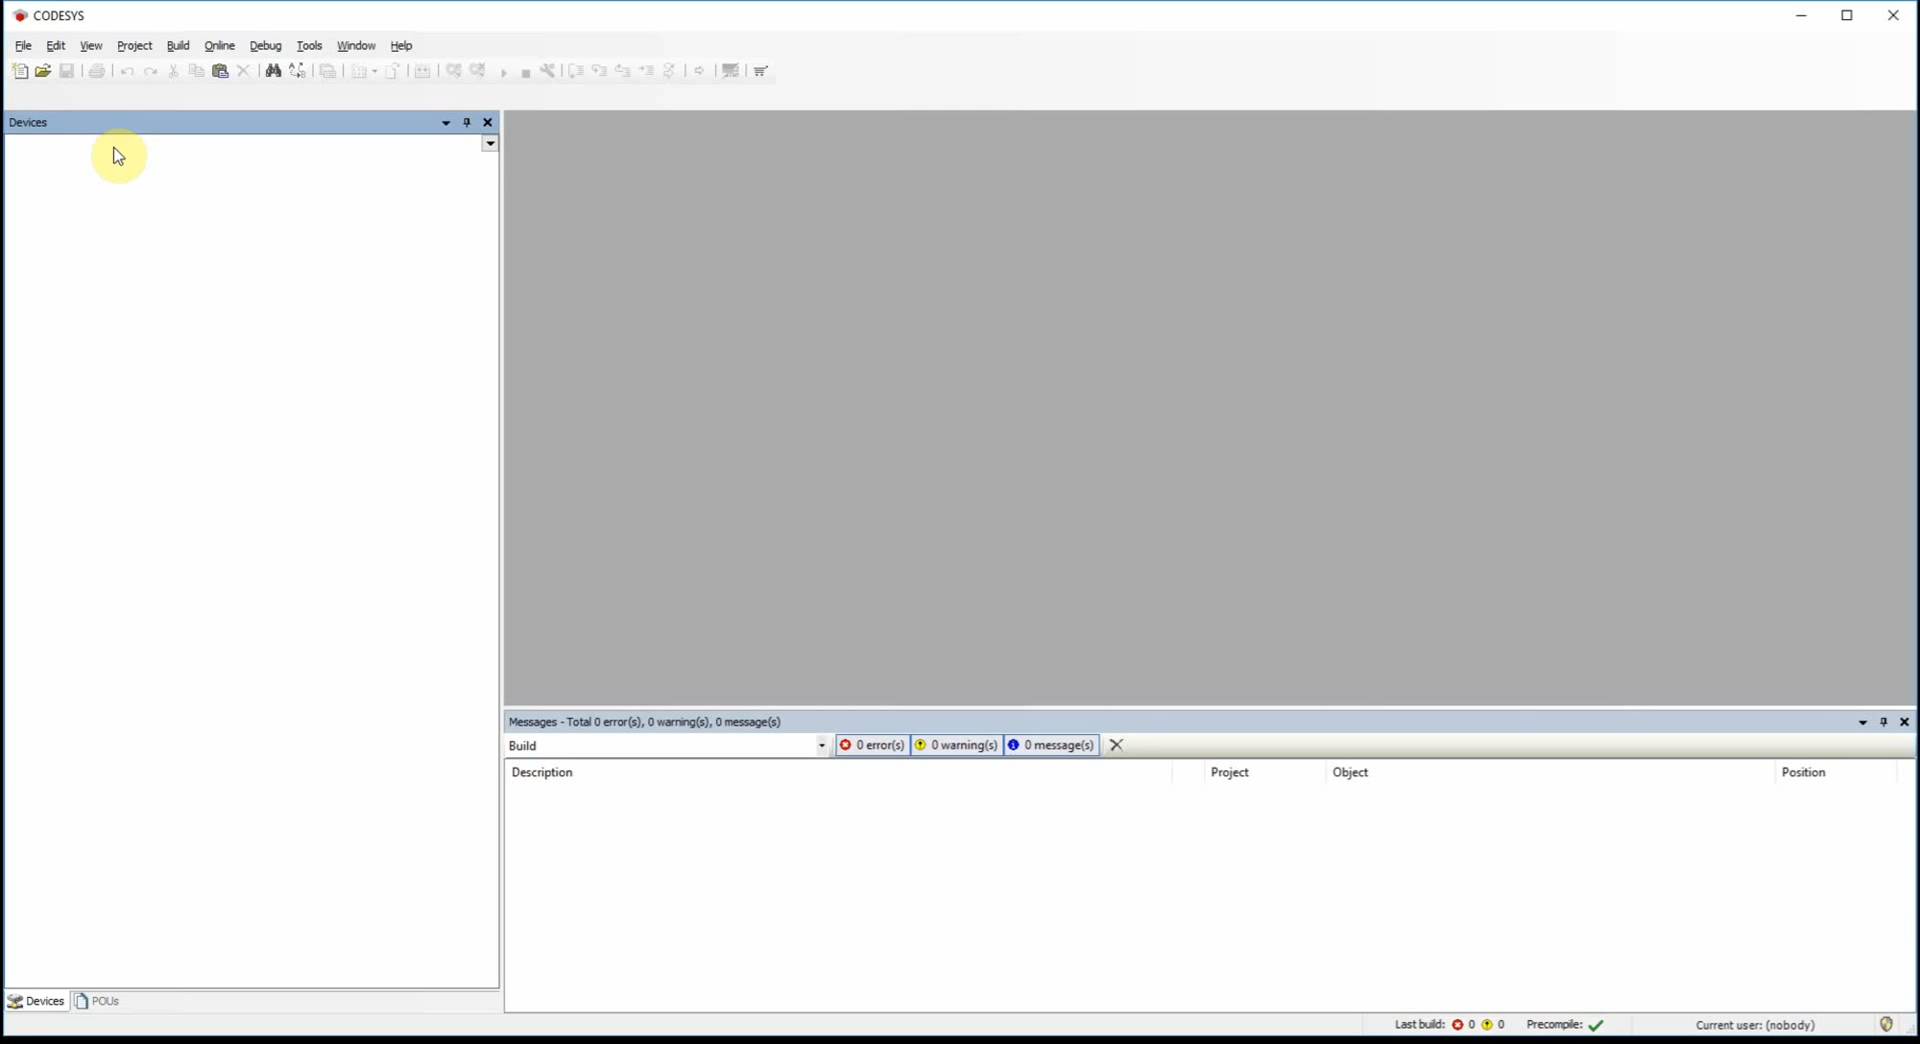 CODESYS
File Edit View Project Build Online Debug Tools Window Help
Devices
Messages - Total 0 error(s), 0 warning(s), 0 message(s)
Build 0 error(s) 0 warning(s) 0 message(s)
Description Project Object Position
Devices POUs
Last build: 0 0 Precompile: Current user: (nobody)